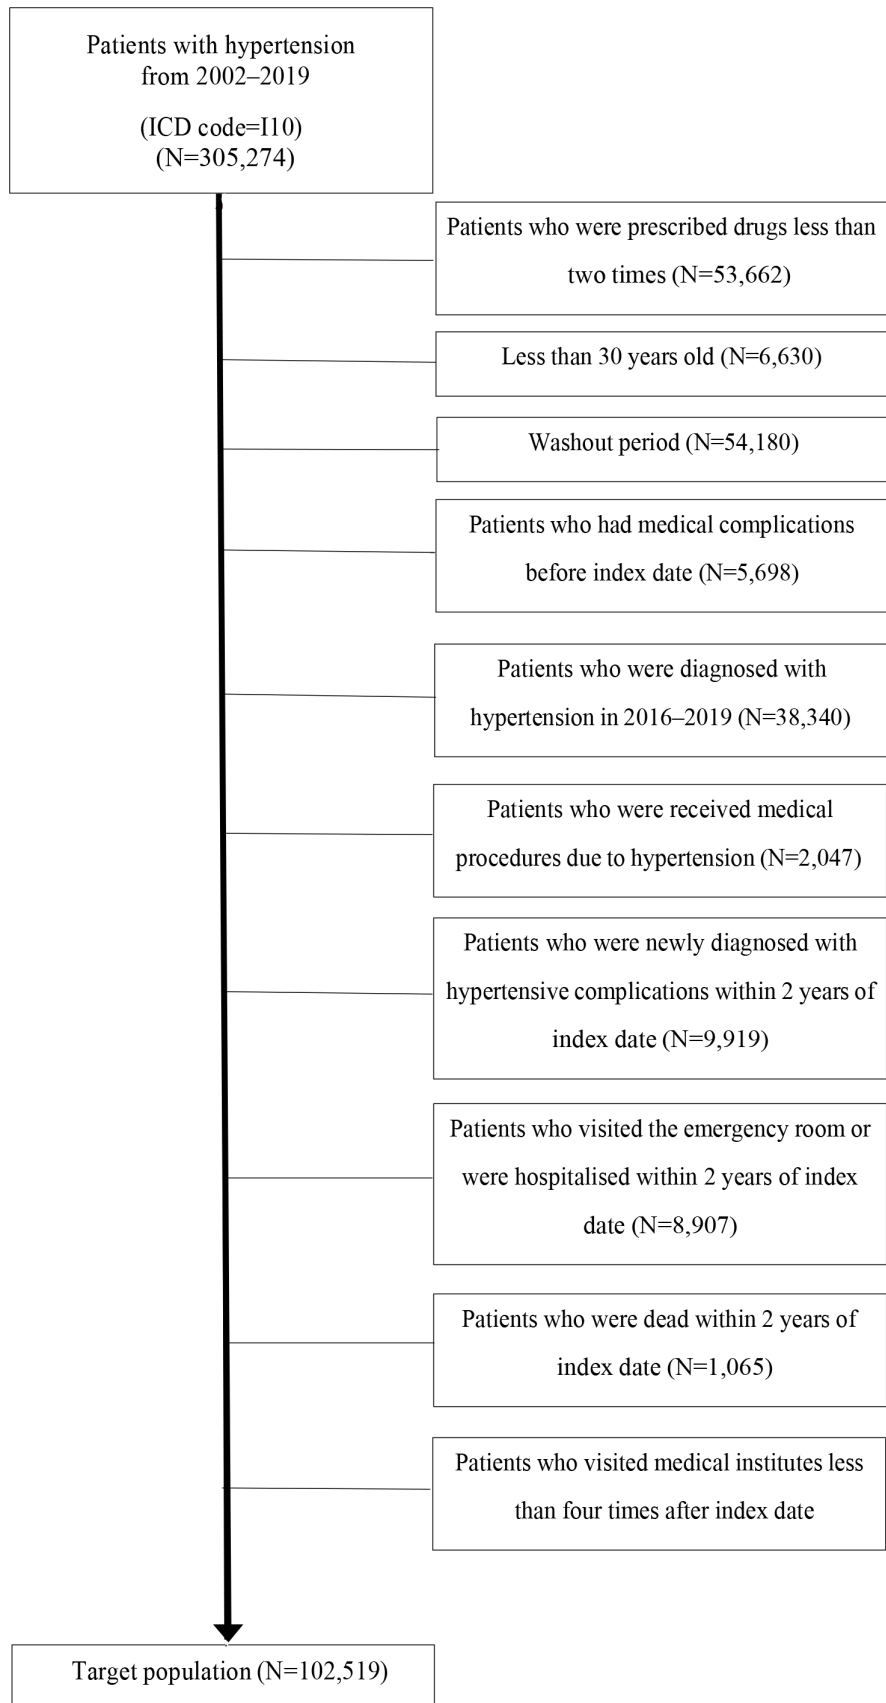 Patients with hypertension
from 2002–2019
(ICD code=I10)
(N=305,274)
Patients who were prescribed drugs less than
two times (N=53,662)
Less than 30 years old (N=6,630)
Washout period (N=54,180)
Patients who had medical complications
before index date (N=5,698)
Patients who were diagnosed with
hypertension in 2016–2019 (N=38,340)
Patients who were received medical
procedures due to hypertension (N=2,047)
Patients who were newly diagnosed with
hypertensive complications within 2 years of
index date (N=9,919)
Patients who visited the emergency room or
were hospitalised within 2 years of index
date (N=8,907)
Patients who were dead within 2 years of
index date (N=1,065)
Patients who visited medical institutes less
than four times after index date
Target population (N=102,519)